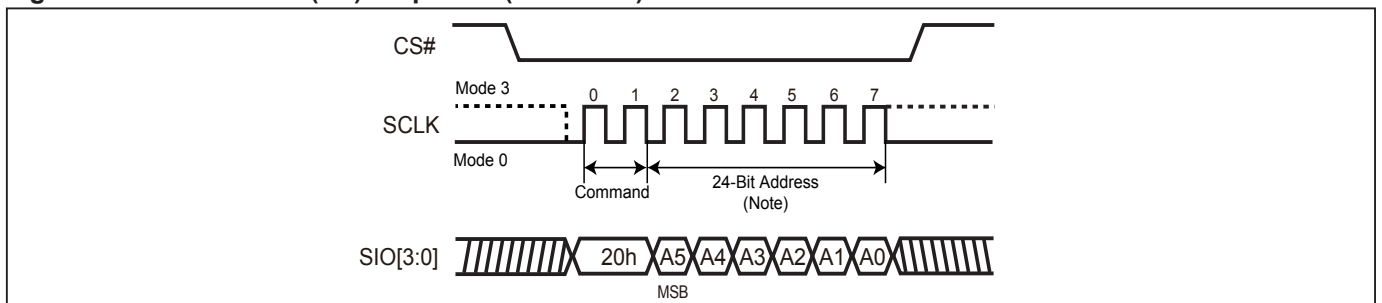 CS#
Mode 3
0 1 2 3 4 5 6 7
SCLK
Mode 0
Command
24-Bit Address
(Note)
SIO[3:0]
20h A5 A4 A3 A2 A1 A0
MSB